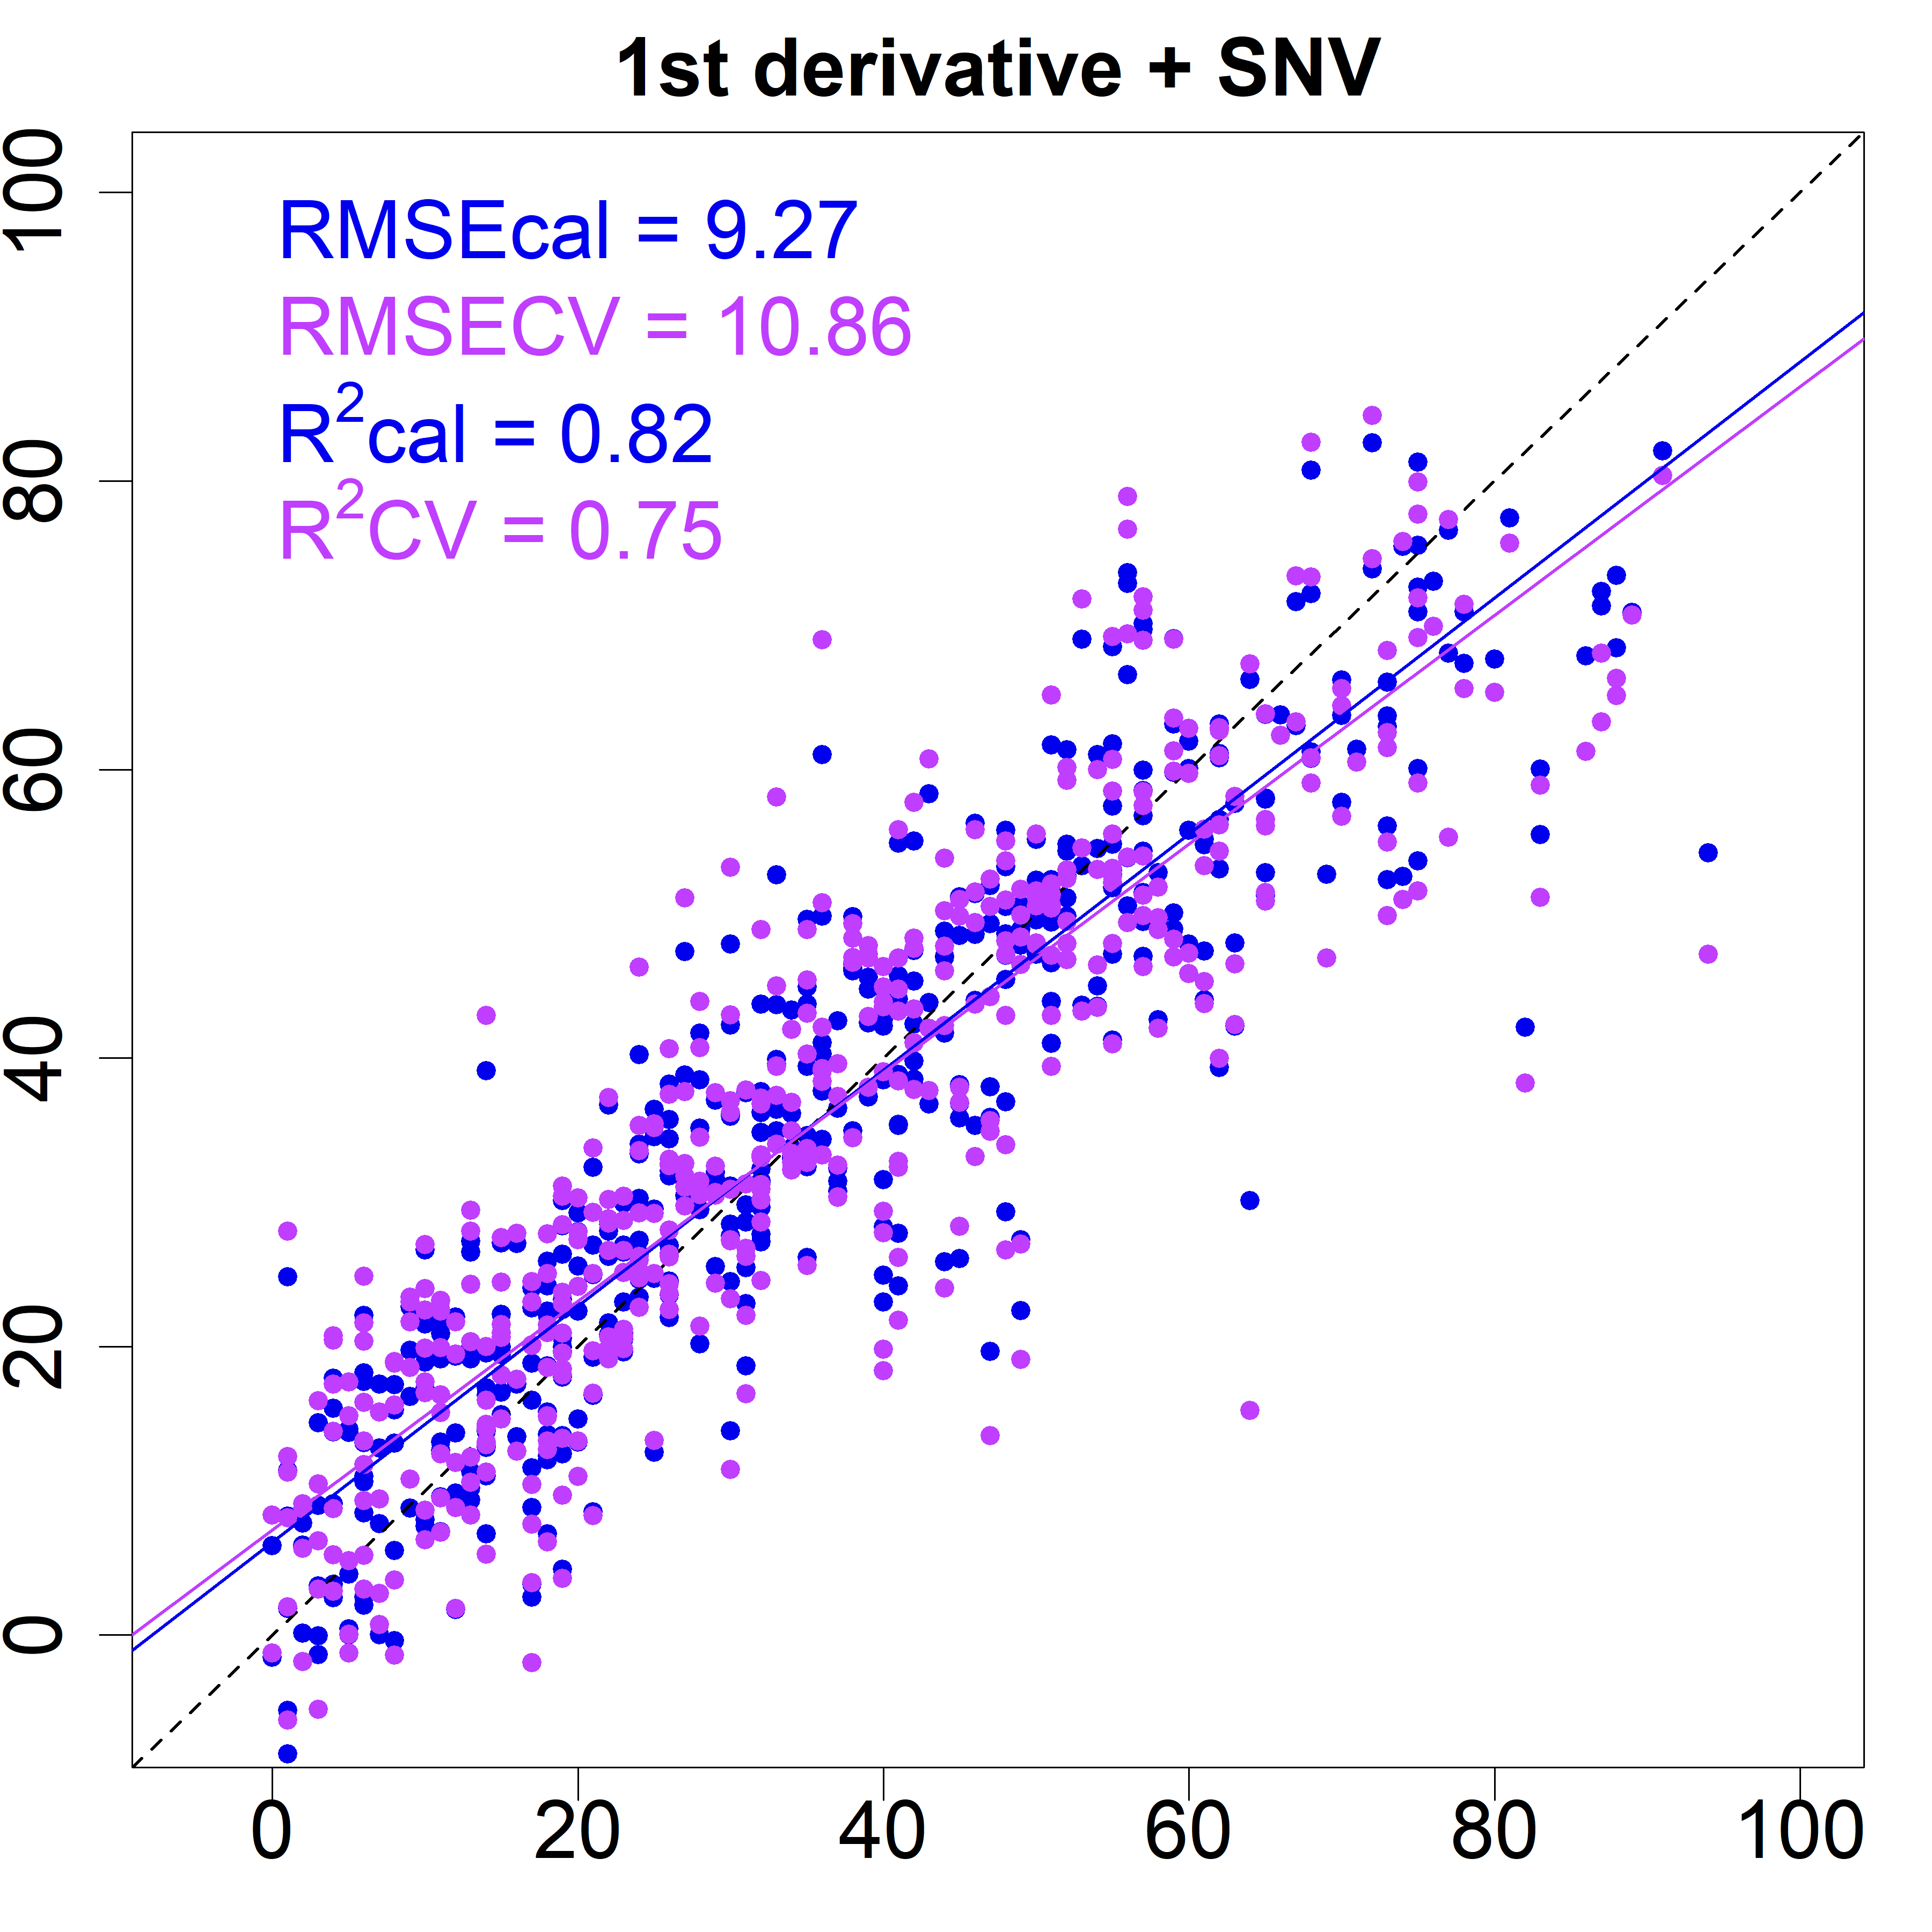 1st derivative + SNV
RMSEcal = 9.27
RMSECV = 10.86
R²cal = 0.82
R²CV = 0.75
100
80
60
40
20
0
0 20 40 60 80 100